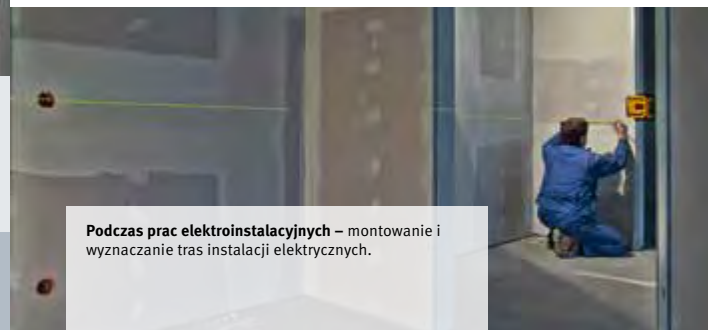 Podczas prac elektroinstalacyjnych – montowanie i
wyznaczanie tras instalacji elektrycznych.